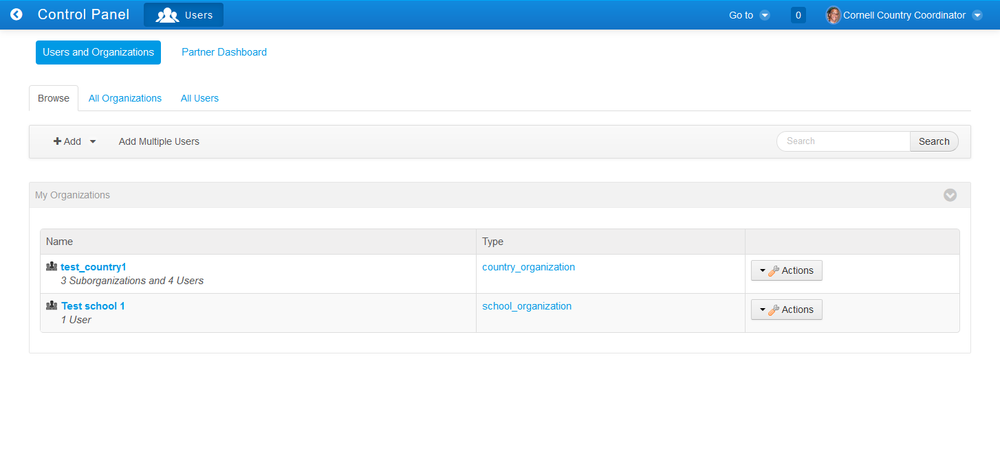 Control Panel Users Go to 0 Cornell Country Coordinator
Users and Organizations Partner Dashboard
Browse All Organizations All Users
Add Add Multiple Users Search Search
My Organizations
Name Type
test_country1 country_organization Actions
3 Suborganizations and 4 Users
Test school 1 school_organization Actions
1 User